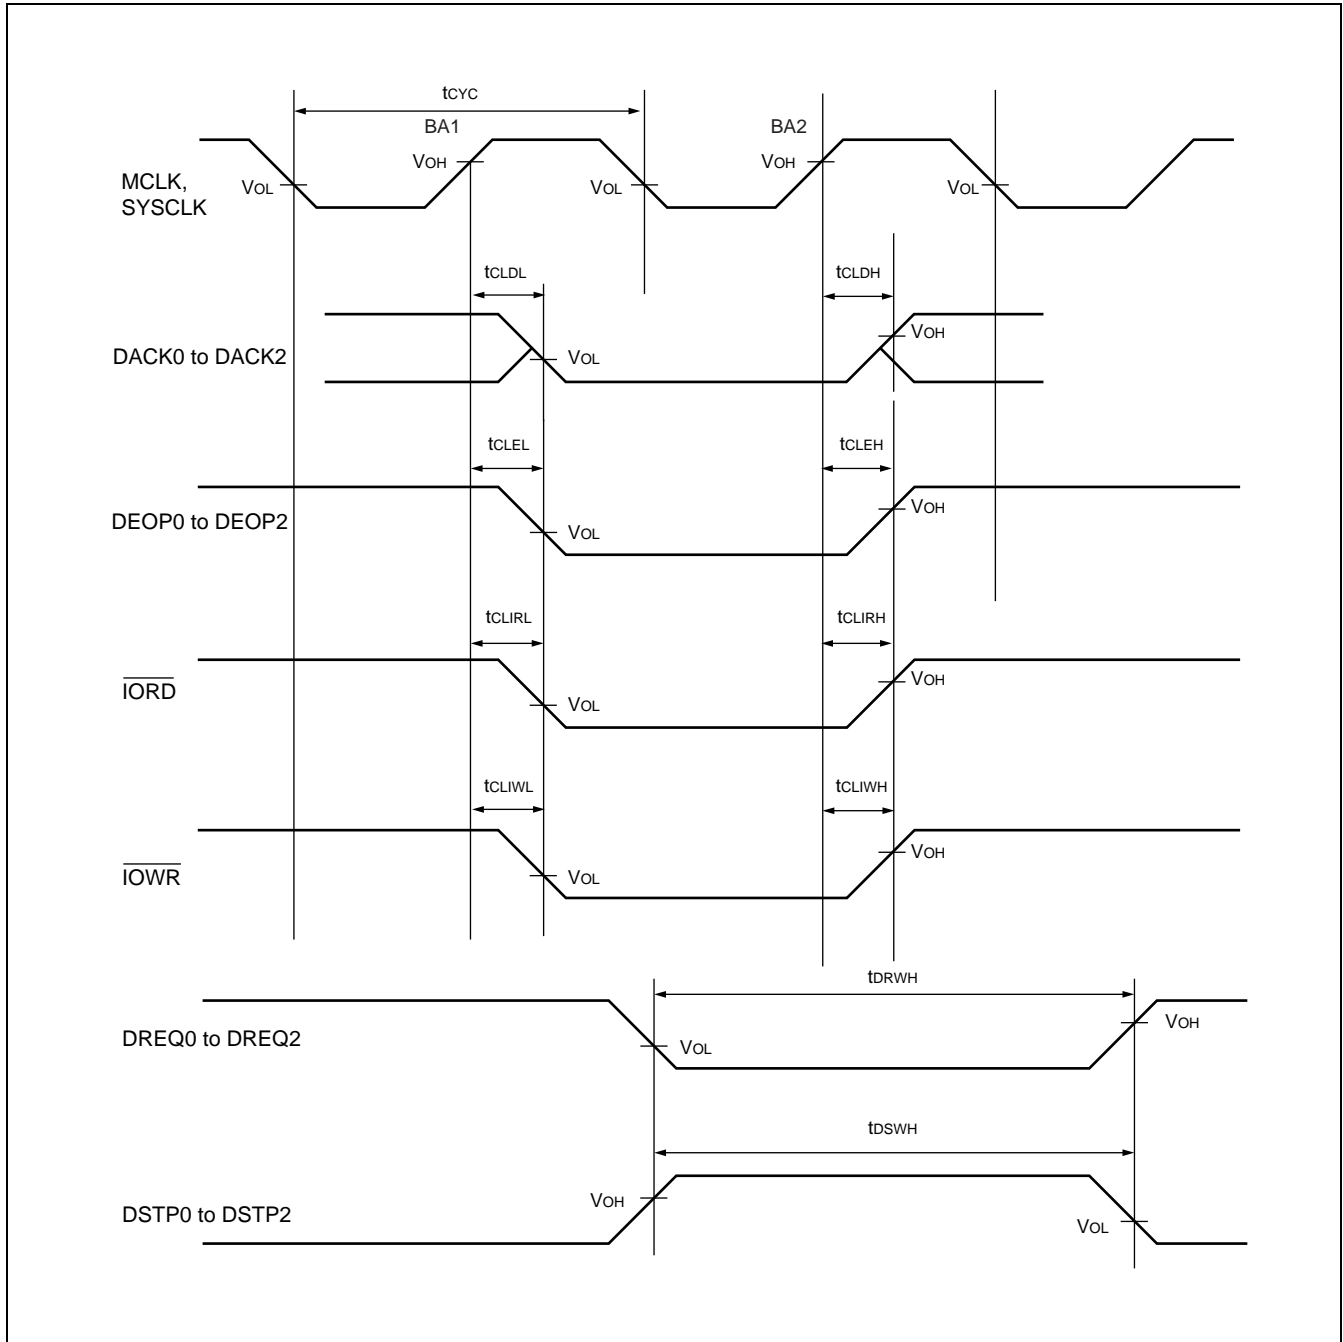 tCYC
BA1
BA2
VOH
VOH
MCLK,
SYSCLK
VOL
VOL
VOL
tCLDL
tCLDH
VOH
DACK0 to DACK2
VOL
tCLEL
tCLEH
VOH
DEOP0 to DEOP2
VOL
tCLIRL
tCLIRH
IORD
VOH
VOL
tCLIWL
tCLIWH
VOH
IOWR
VOL
tDRWH
VOH
DREQ0 to DREQ2
VOL
tDSWH
VOH
DSTP0 to DSTP2
VOL